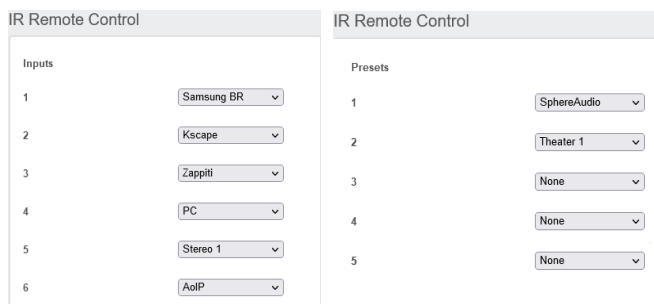 IR Remote Control
Inputs
1 Samsung BR
2 Kscape
3 Zappiti
4 PC
5 Stereo 1
6 AoIP
IR Remote Control
Presets
1 SphereAudio
2 Theater 1
3 None
4 None
5 None